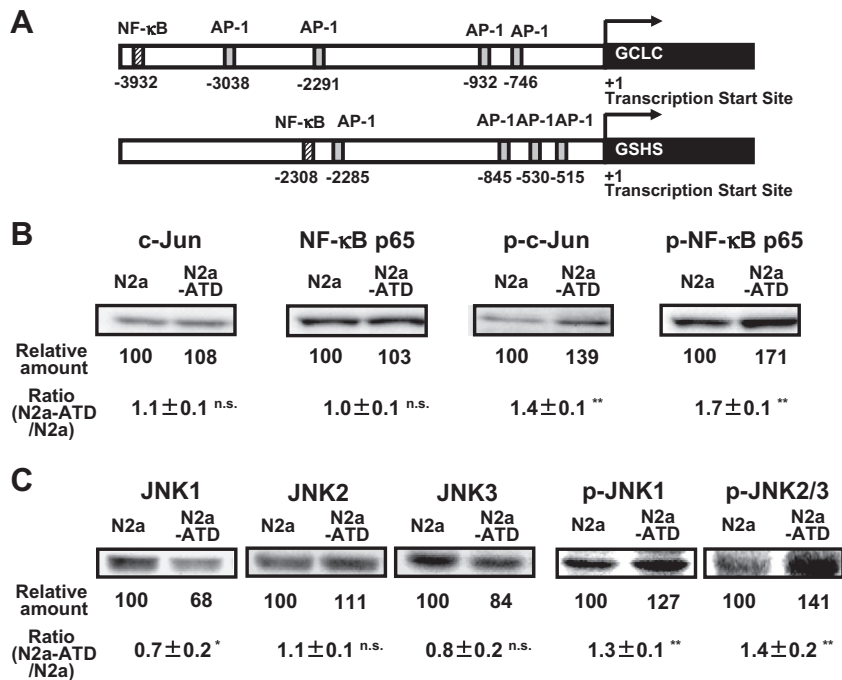 A
NF-κB AP-1 AP-1 AP-1 AP-1
GCLC
-3932 -3038 -2291 -932 -746 +1
Transcription Start Site
NF-κB AP-1 AP-1 AP-1 AP-1
GSHS
-2308 -2285 -845 -530 -515 +1
Transcription Start Site
B
c-Jun NF-κB p65 p-c-Jun p-NF-κB p65
N2a N2a-ATD N2a N2a-ATD N2a N2a-ATD N2a N2a-ATD
Relative amount 100 108 100 103 100 139 100 171
Ratio (N2a-ATD/N2a) 1.1±0.1 n.s. 1.0±0.1 n.s. 1.4±0.1 ** 1.7±0.1 **
C
JNK1 JNK2 JNK3 p-JNK1 p-JNK2/3
N2a N2a-ATD N2a N2a-ATD N2a N2a-ATD N2a N2a-ATD N2a N2a-ATD
Relative amount 100 68 100 111 100 84 100 127 100 141
Ratio (N2a-ATD/N2a) 0.7±0.2 * 1.1±0.1 n.s. 0.8±0.2 n.s. 1.3±0.1 ** 1.4±0.2 **